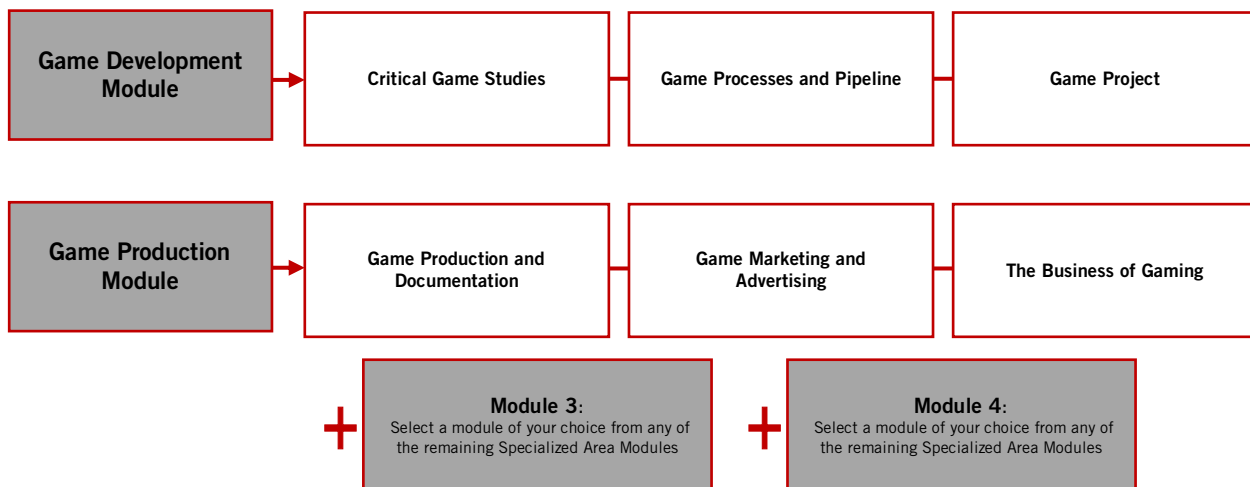 Game Development
Module
Critical Game Studies
Game Processes and Pipeline
Game Project
Game Production
Module
Game Production and
Documentation
Game Marketing and
Advertising
The Business of Gaming
Module 3:
Select a module of your choice from any of
the remaining Specialized Area Modules
Module 4:
Select a module of your choice from any of
the remaining Specialized Area Modules